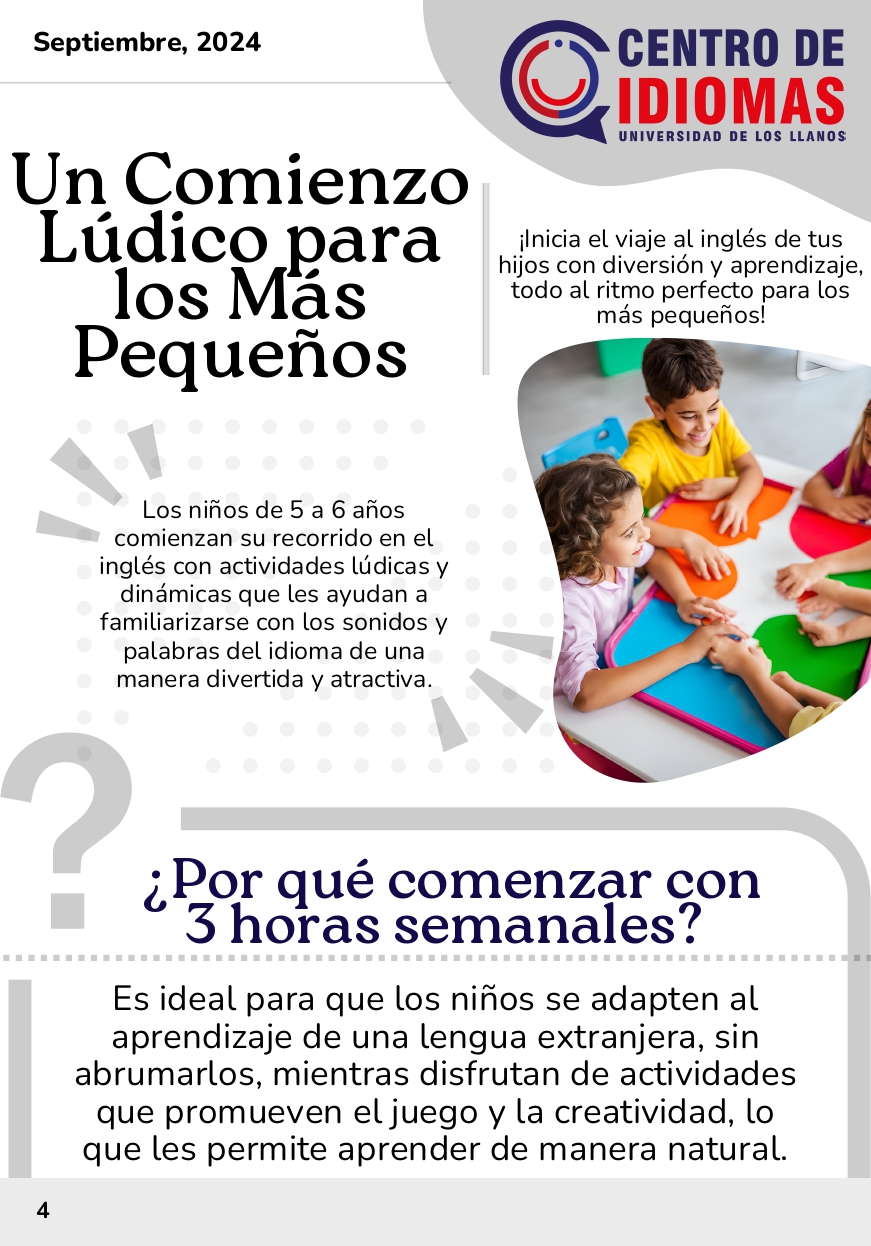 Septiembre, 2024
CENTRO DE
IDIOMAS
UNIVERSIDAD DE LOS LLANOS
Un Comienzo
Lúdico para
los Más
Pequeños
¡Inicia el viaje al inglés de tus
hijos con diversión y aprendizaje,
todo al ritmo perfecto para los
más pequeños!
Los niños de 5 a 6 años
comienzan su recorrido en el
inglés con actividades lúdicas y
dinámicas que les ayudan a
familiarizarse con los sonidos y
palabras del idioma de una
manera divertida y atractiva.
?
¿Por qué comenzar con
3 horas semanales?
Es ideal para que los niños se adapten al
aprendizaje de una lengua extranjera, sin
abrumarlos, mientras disfrutan de actividades
que promueven el juego y la creatividad, lo
que les permite aprender de manera natural.
4